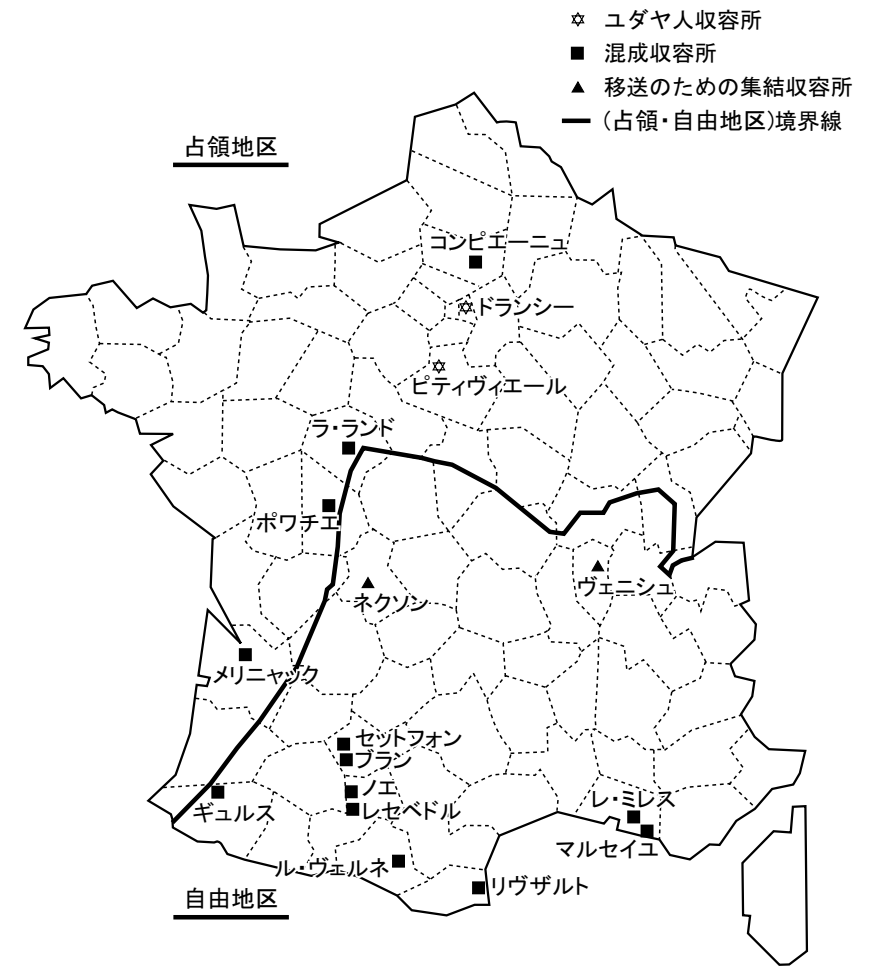 ユダヤ人収容所
混成収容所
移送のための集結収容所
(占領・自由地区)境界線
占領地区
コンピエーニュ
ドランシー
ピティヴィエール
ラ・ランド
ポワチエ
ヴェニシュ
ネクソン
メリニャック
セットフォン
ブラン
ノエ
レセベドル
ギュルス
レ・ミレス
マルセイユ
ル・ヴェルネ
リヴザルト
自由地区